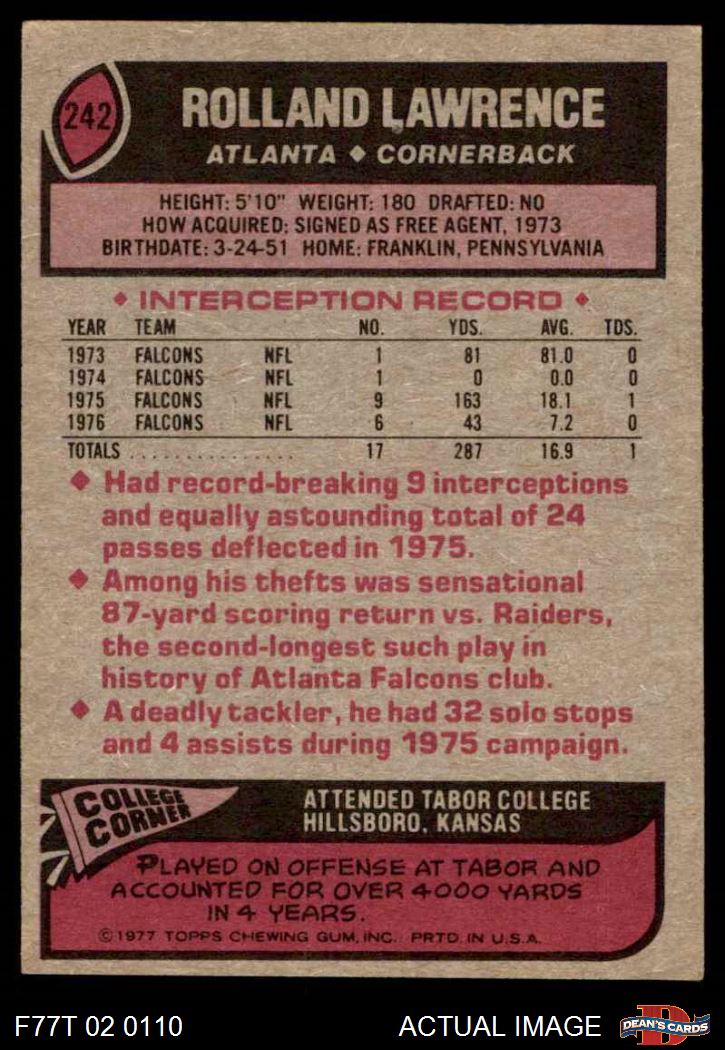 242
ROLLAND LAWRENCE
ATLANTA ♦ CORNERBACK
HEIGHT: 5'10" WEIGHT: 180 DRAFTED: NO
HOW ACQUIRED: SIGNED AS FREE AGENT, 1973
BIRTHDATE: 3-24-51 HOME: FRANKLIN, PENNSYLVANIA
♦ INTERCEPTION RECORD ♦
YEAR TEAM NO. YDS. AVG. TDS.
1973 FALCONS NFL 1 81 81.0 0
1974 FALCONS NFL 1 0 0.0 0
1975 FALCONS NFL 9 163 18.1 1
1976 FALCONS NFL 6 43 7.2 0
TOTALS . . . . . . . . . . . . . . . 17 287 16.9 1
♦ Had record-breaking 9 interceptions
and equally astounding total of 24
passes deflected in 1975.
♦ Among his thefts was sensational
87-yard scoring return vs. Raiders,
the second-longest such play in
history of Atlanta Falcons club.
♦ A deadly tackler, he had 32 solo stops
and 4 assists during 1975 campaign.
COLLEGE
CORNER
ATTENDED TABOR COLLEGE
HILLSBORO, KANSAS
PLAYED ON OFFENSE AT TABOR AND
ACCOUNTED FOR OVER 4000 YARDS
IN 4 YEARS.
©1977 TOPPS CHEWING GUM, INC. PRTD. IN U.S.A.
F77T 02 0110 ACTUAL IMAGE
D
DEAN'S CARDS